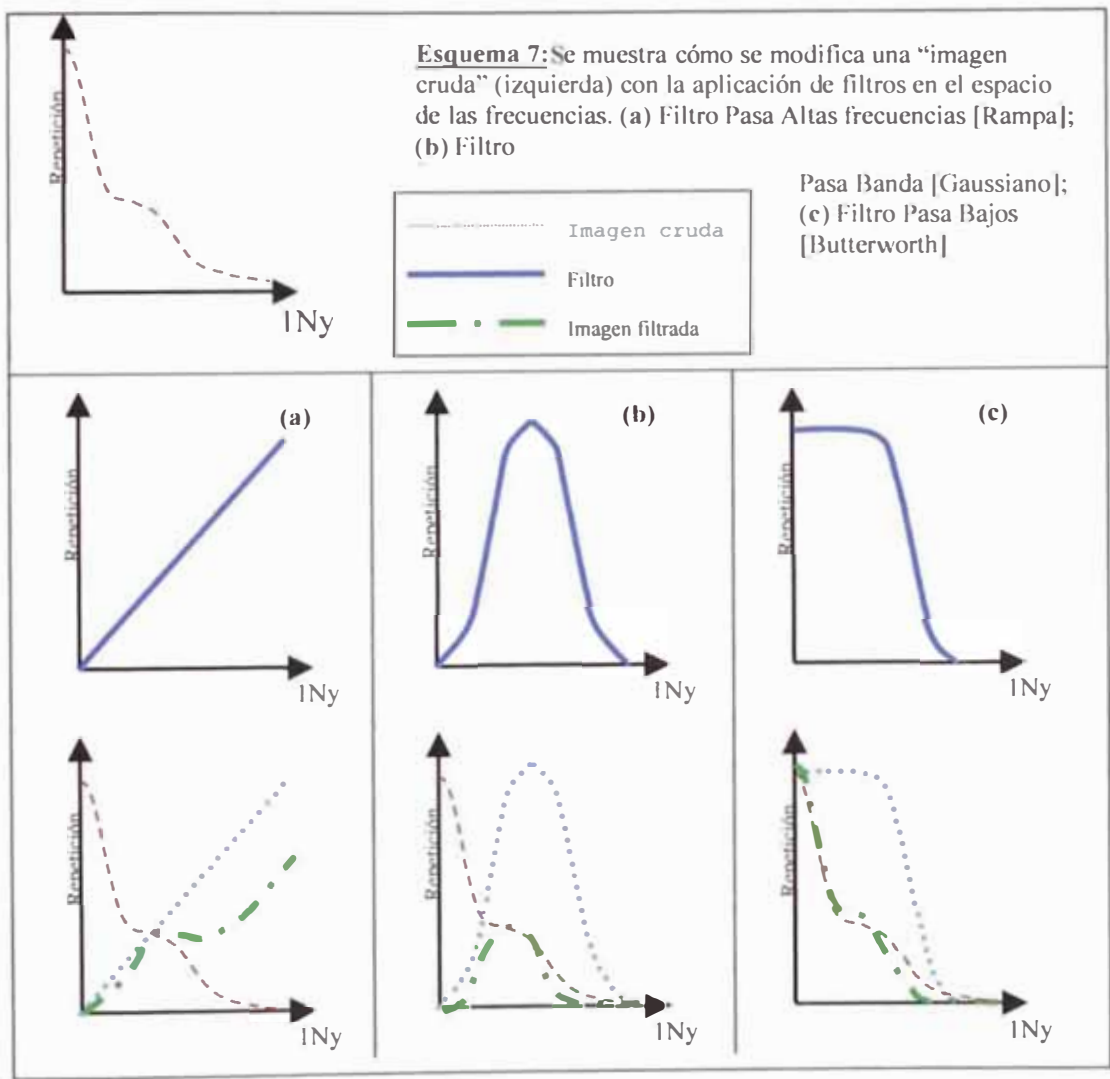 Repetición
1Ny
Esquema 7: Se muestra cómo se modifica una “imagen
cruda” (izquierda) con la aplicación de filtros en el espacio
de las frecuencias. (a) Filtro Pasa Altas frecuencias [Rampa];
(b) Filtro
Pasa Banda [Gaussiano];
(c) Filtro Pasa Bajos
[Butterworth]
Imagen cruda
Filtro
Imagen filtrada
(a)
Repetición
1Ny
(b)
Repetición
1Ny
(c)
Repetición
1Ny
Repetición
1Ny
Repetición
1Ny
Repetición
1Ny